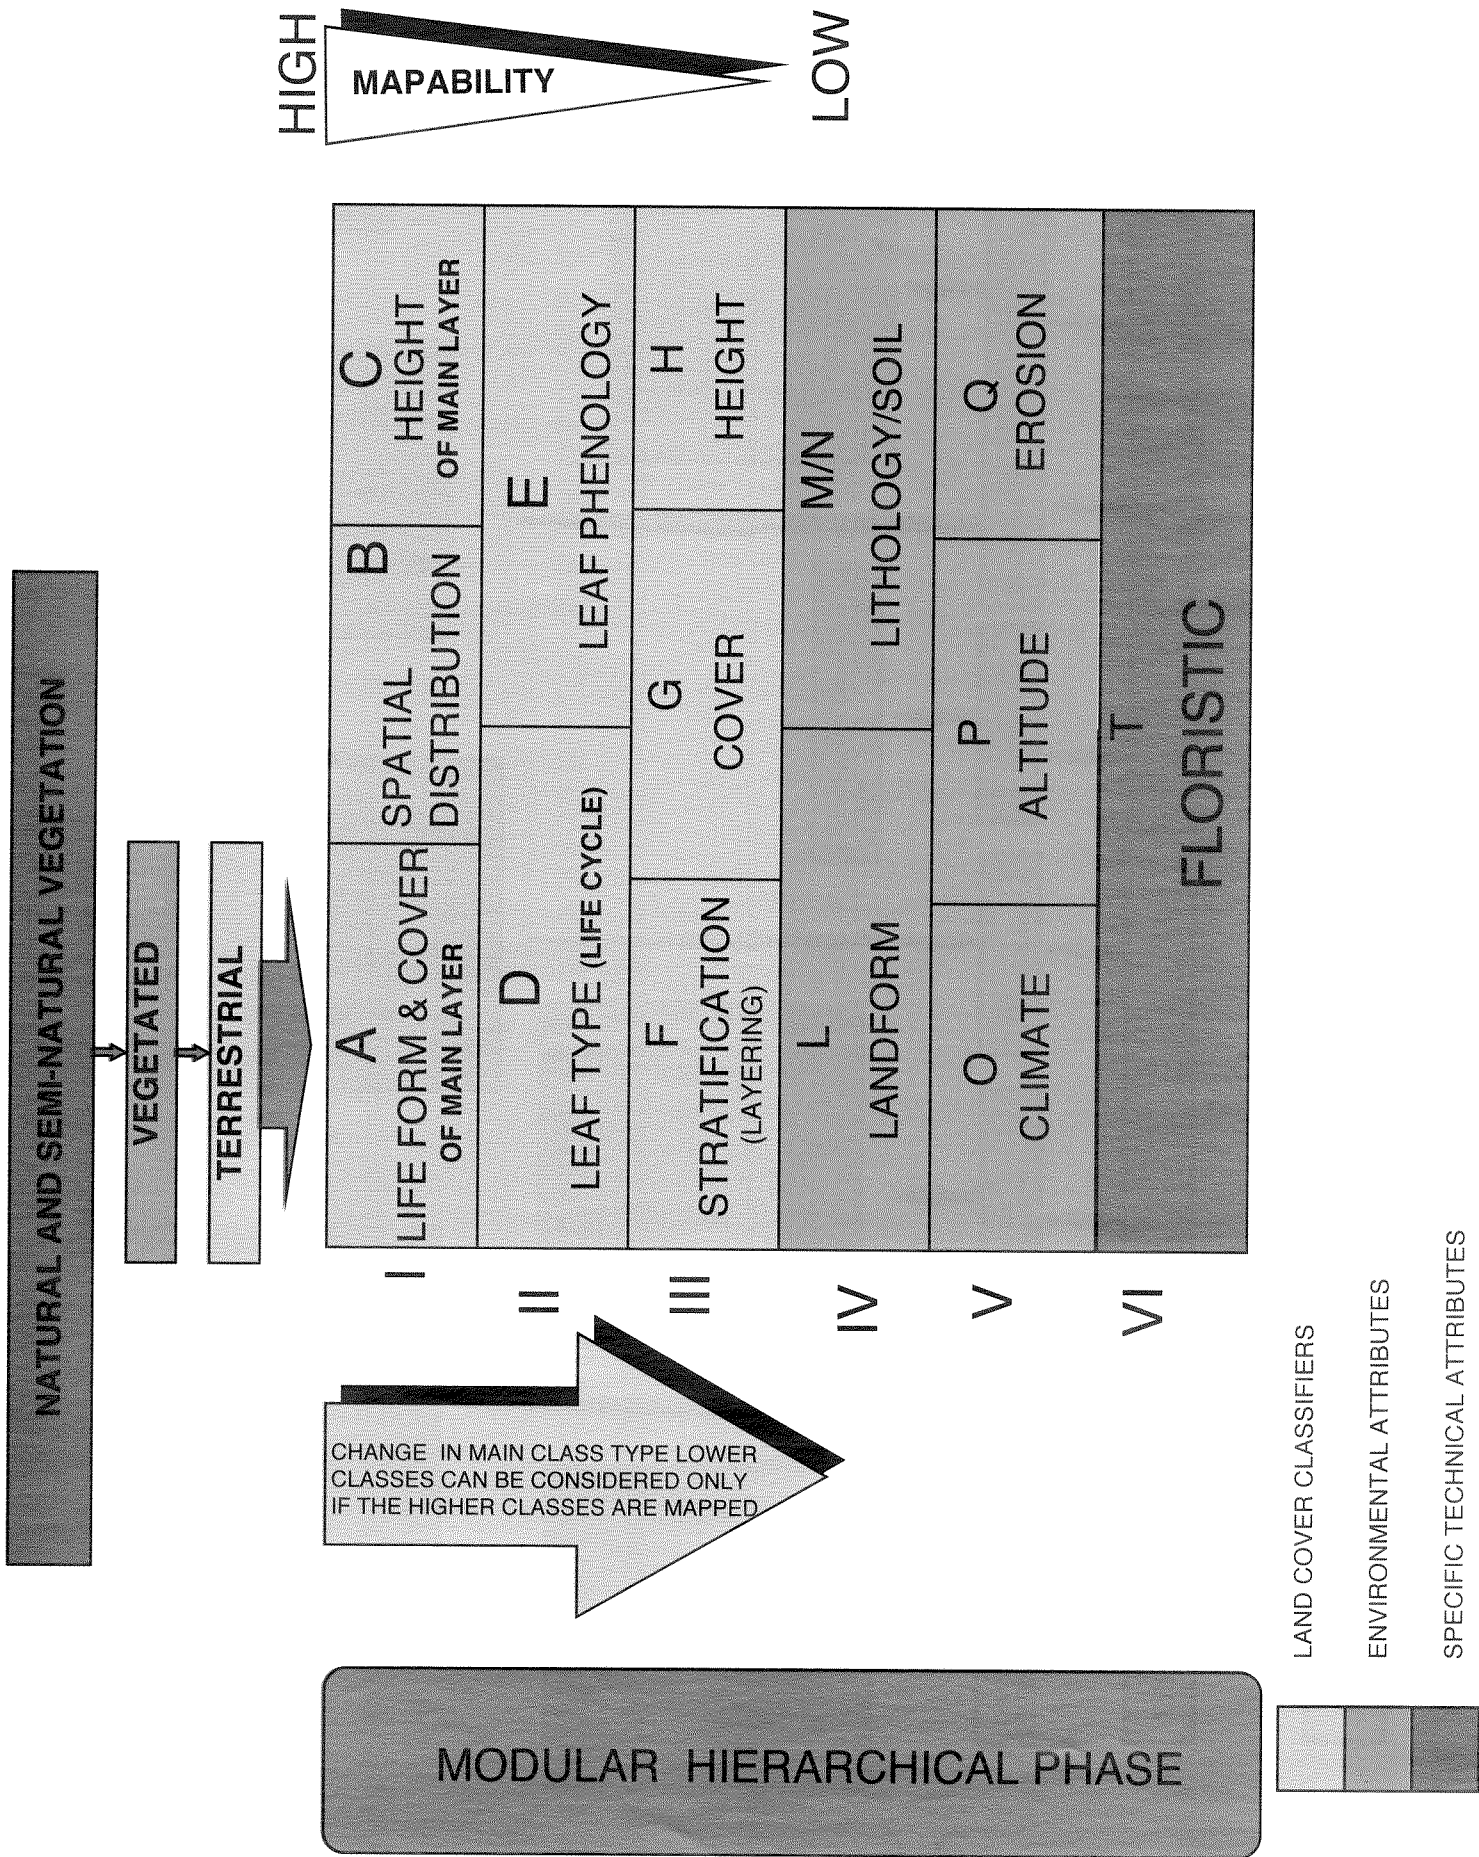 NATURAL AND SEMI-NATURAL VEGETATION
VEGETATED
TERRESTRIAL
MODULAR HIERARCHICAL PHASE
CHANGE IN MAIN CLASS TYPE LOWER
CLASSES CAN BE CONSIDERED ONLY
IF THE HIGHER CLASSES ARE MAPPED
HIGH
MAPABILITY
LOW
I
A
LIFE FORM & COVER
OF MAIN LAYER
B
SPATIAL
DISTRIBUTION
C
HEIGHT
OF MAIN LAYER
II
D
LEAF TYPE (LIFE CYCLE)
E
LEAF PHENOLOGY
III
F
STRATIFICATION
(LAYERING)
G
COVER
H
HEIGHT
IV
L
LANDFORM
M/N
LITHOLOGY/SOIL
V
O
CLIMATE
P
ALTITUDE
Q
EROSION
VI
T
FLORISTIC
LAND COVER CLASSIFIERS
ENVIRONMENTAL ATTRIBUTES
SPECIFIC TECHNICAL ATTRIBUTES